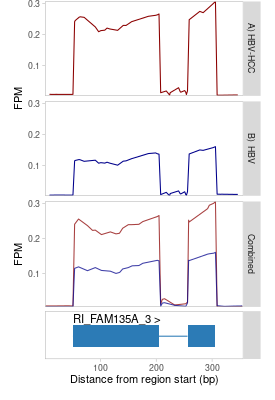 0.3
0.2
0.1
A) HBV-HCC
0.3
0.2
0.1
B) HBV
FPM
FPM
0.3
0.2
0.1
Combined
RI_FAM135A_3 >
100
200
300
Distance from region start (bp)